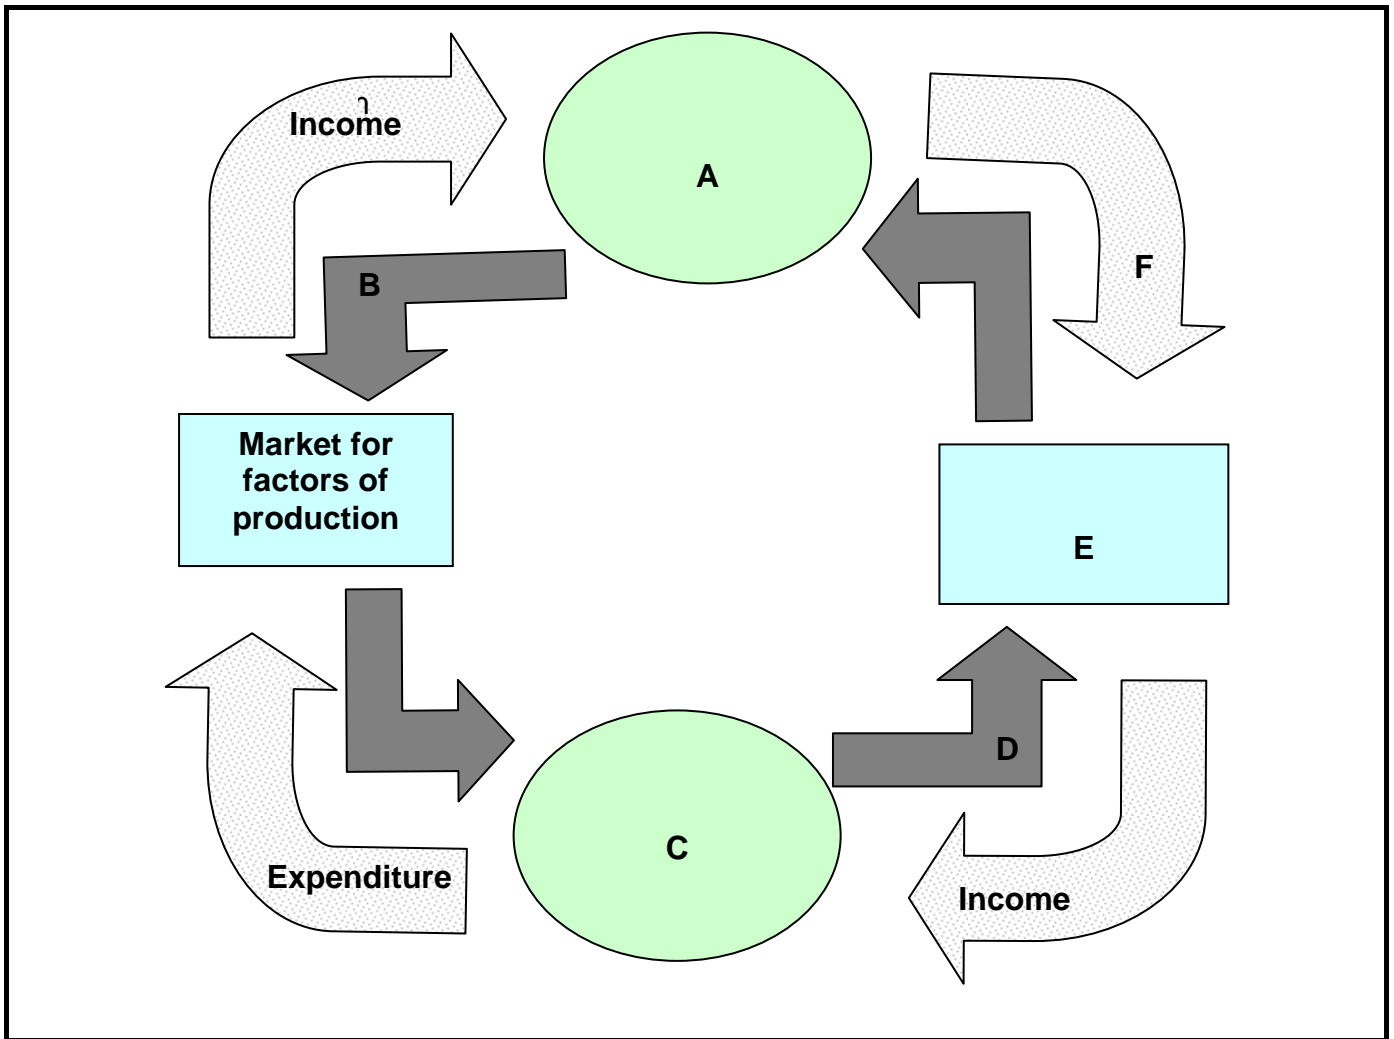 Income
A
B
F
Market for
factors of
production
E
D
C
Expenditure
Income